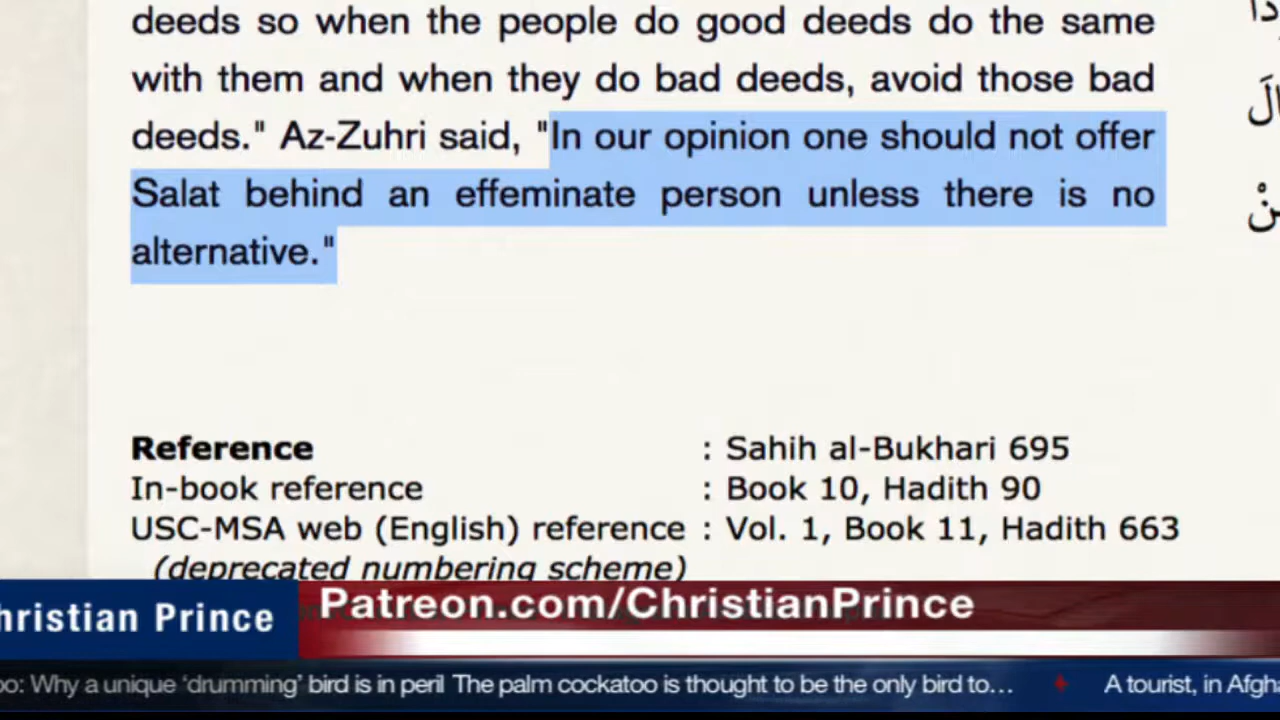 deeds so when the people do good deeds do the same
with them and when they do bad deeds, avoid those bad
deeds." Az-Zuhri said, "In our opinion one should not offer
Salat behind an effeminate person unless there is no
alternative."
Reference : Sahih al-Bukhari 695
In-book reference : Book 10, Hadith 90
USC-MSA web (English) reference : Vol. 1, Book 11, Hadith 663
(deprecated numbering scheme)
hristian Prince
Patreon.com/ChristianPrince
oo: Why a unique ‘drumming’ bird is in peril The palm cockatoo is thought to be the only bird to… A tourist, in Afgh